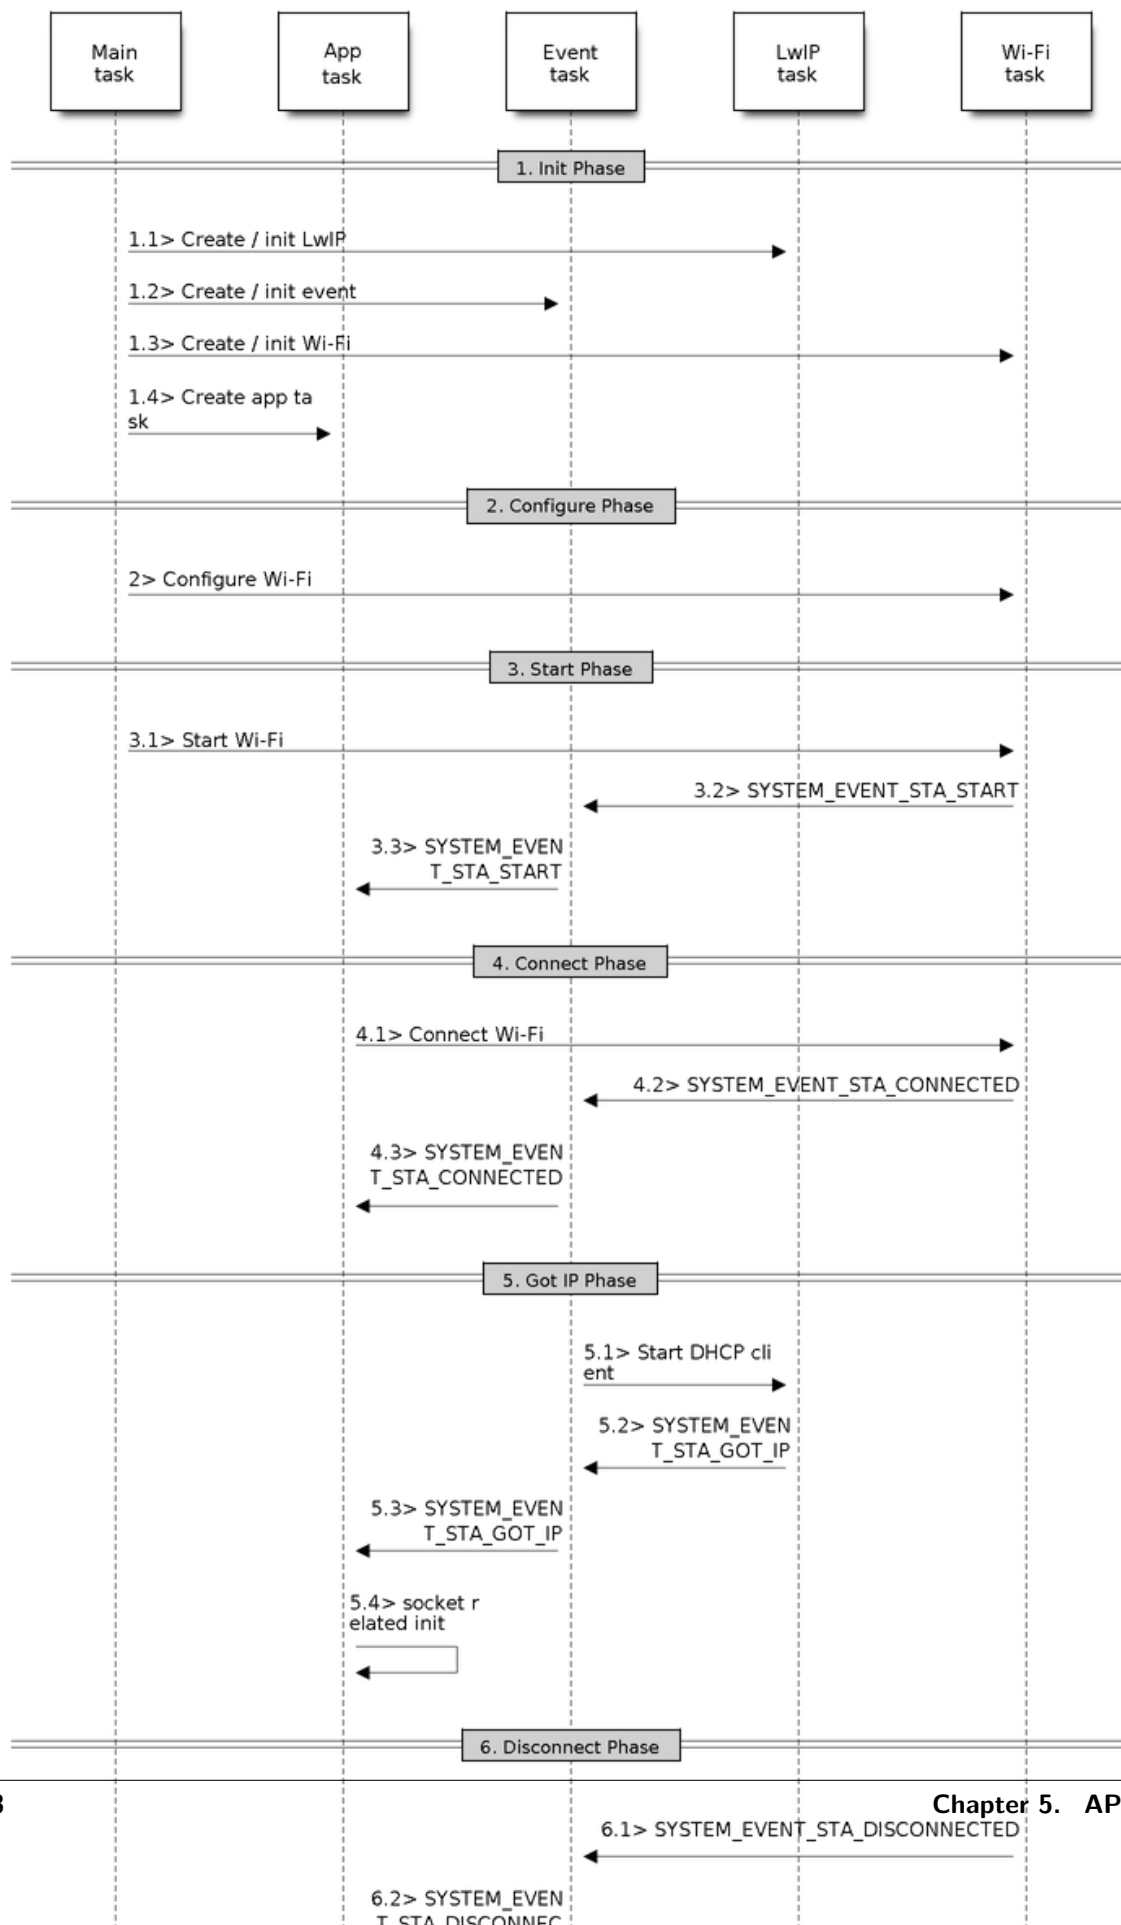 Main
task
App
task
Event
task
LwIP
task
Wi-Fi
task
1. Init Phase
1.1> Create / init LwIP
1.2> Create / init event
1.3> Create / init Wi-Fi
1.4> Create app ta
sk
2. Configure Phase
2> Configure Wi-Fi
3. Start Phase
3.1> Start Wi-Fi
3.2> SYSTEM_EVENT_STA_START
3.3> SYSTEM_EVEN
T_STA_START
4. Connect Phase
4.1> Connect Wi-Fi
4.2> SYSTEM_EVENT_STA_CONNECTED
4.3> SYSTEM_EVEN
T_STA_CONNECTED
5. Got IP Phase
5.1> Start DHCP cli
ent
5.2> SYSTEM_EVEN
T_STA_GOT_IP
5.3> SYSTEM_EVEN
T_STA_GOT_IP
5.4> socket r
elated init
6. Disconnect Phase
Chapter 5. AP
6.1> SYSTEM_EVENT_STA_DISCONNECTED
6.2> SYSTEM_EVEN
T_STA_DISCONNEC